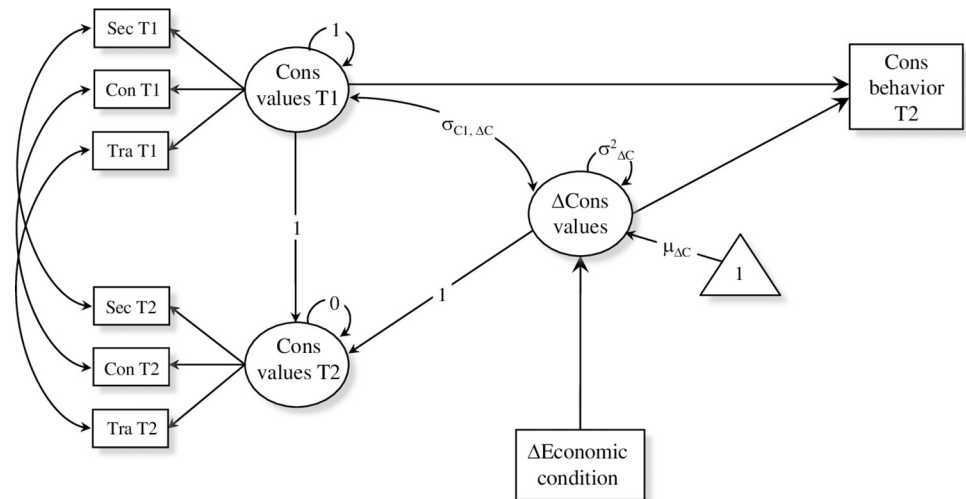 Sec T1
Con T1
Tra T1
1
Cons
values T1
Cons
behavior
T2
σC1, ΔC
σ²ΔC
ΔCons
values
μΔC
1
1
1
Sec T2
Con T2
Tra T2
0
Cons
values T2
ΔEconomic
condition